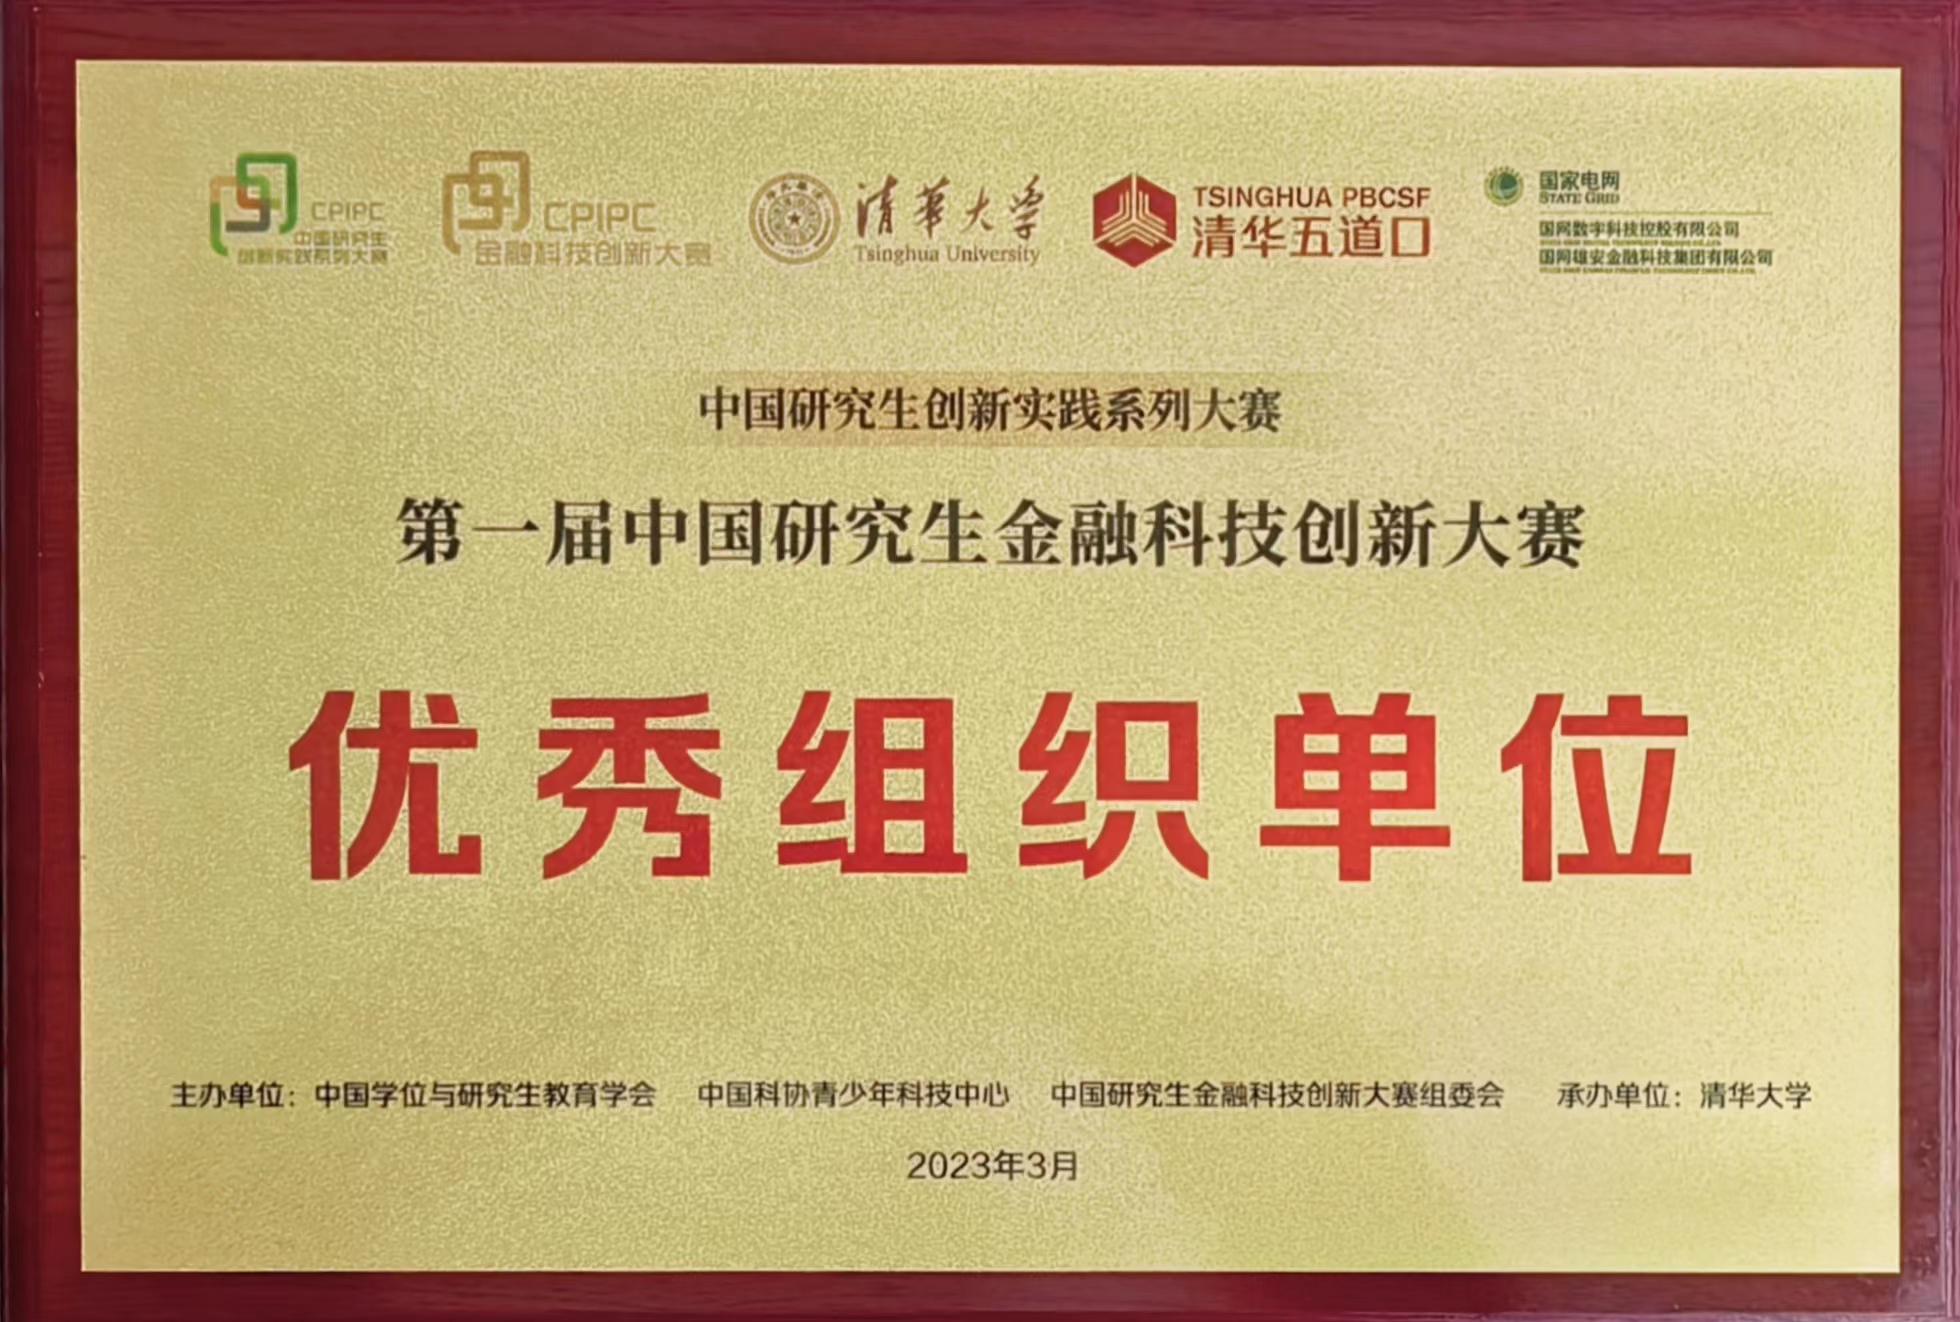 CPIPC
中国研究生
创新实践系列大赛
CPIPC
金融科技创新大赛
清華大学
Tsinghua University
TSINGHUA PBCSF
清华五道口
国家电网
STATE GRID
国网数字科技控股有限公司
国网雄安金融科技集团有限公司
中国研究生创新实践系列大赛
第一届中国研究生金融科技创新大赛
优秀组织单位
主办单位：中国学位与研究生教育学会 中国科协青少年科技中心 中国研究生金融科技创新大赛组委会 承办单位：清华大学
2023年3月